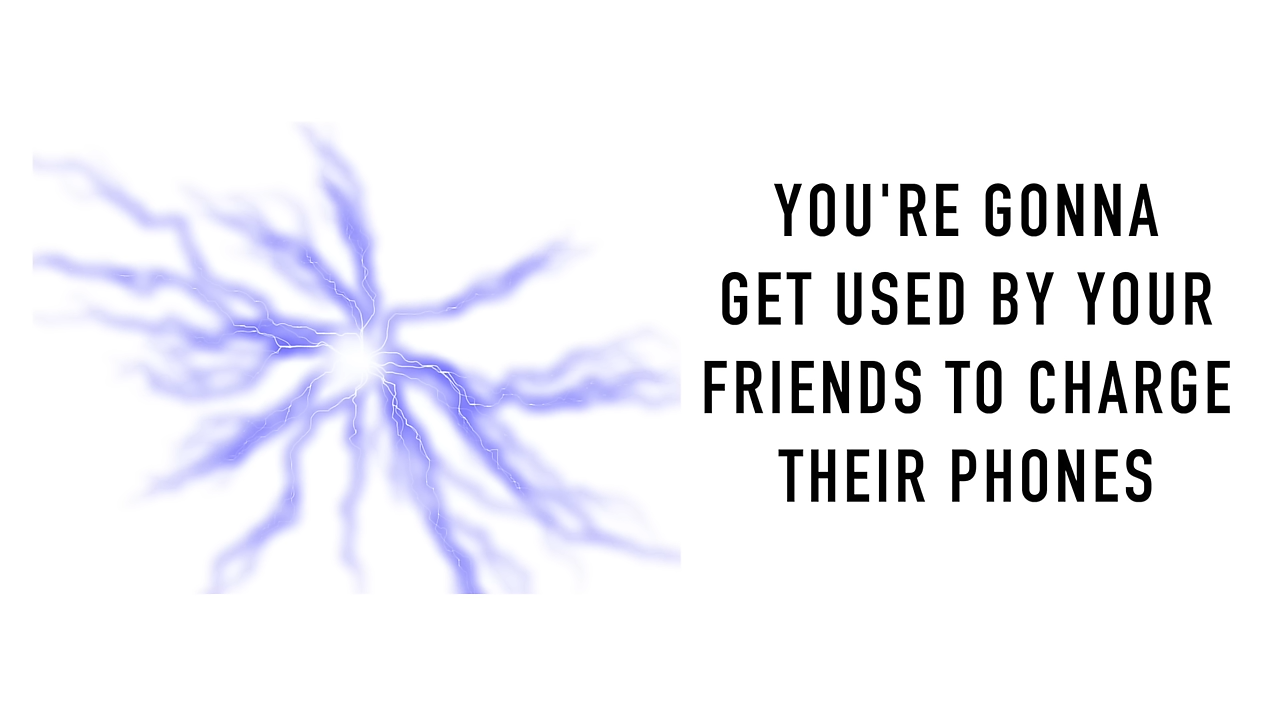 YOU'RE GONNA
GET USED BY YOUR
FRIENDS TO CHARGE
THEIR PHONES